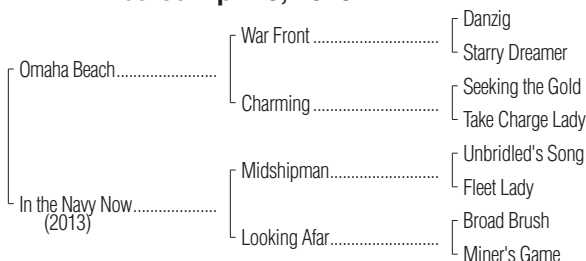 Danzig
War Front ........................................
Starry Dreamer
Omaha Beach................................
Seeking the Gold
Charming ...........................................
Take Charge Lady
Unbridled's Song
Midshipman....................................
Fleet Lady
In the Navy Now...........................
(2013)
Broad Brush
Looking Afar...................................
Miner's Game